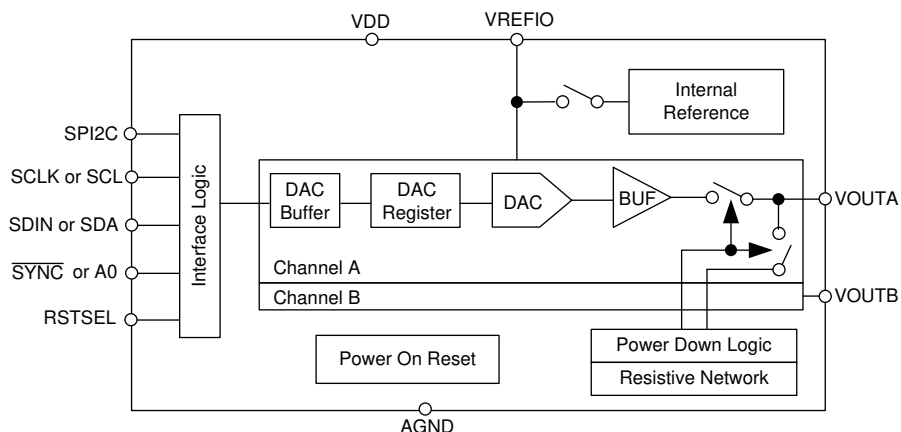 VDD
VREFIO
Internal
Reference
SPI2C
SCLK or SCL
SDIN or SDA
SYNC or A0
RSTSEL
Interface Logic
DAC
Buffer
DAC
Register
DAC
BUF
VOUTA
Channel A
Channel B
VOUTB
Power On Reset
Power Down Logic
Resistive Network
AGND